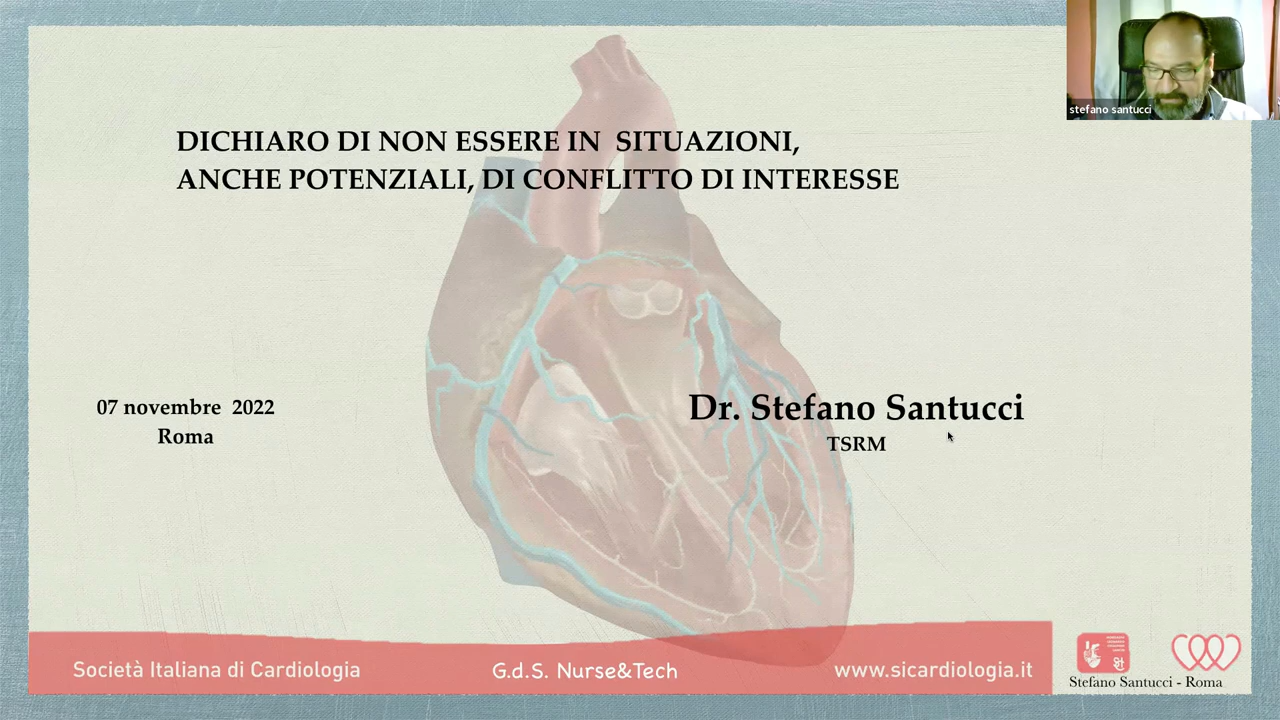 stefano santucci
DICHIARO DI NON ESSERE IN SITUAZIONI,
ANCHE POTENZIALI, DI CONFLITTO DI INTERESSE
07 novembre 2022
Roma
Dr. Stefano Santucci
TSRM
Società Italiana di Cardiologia
G.d.S. Nurse&Tech
www.sicardiologia.it
Stefano Santucci - Roma